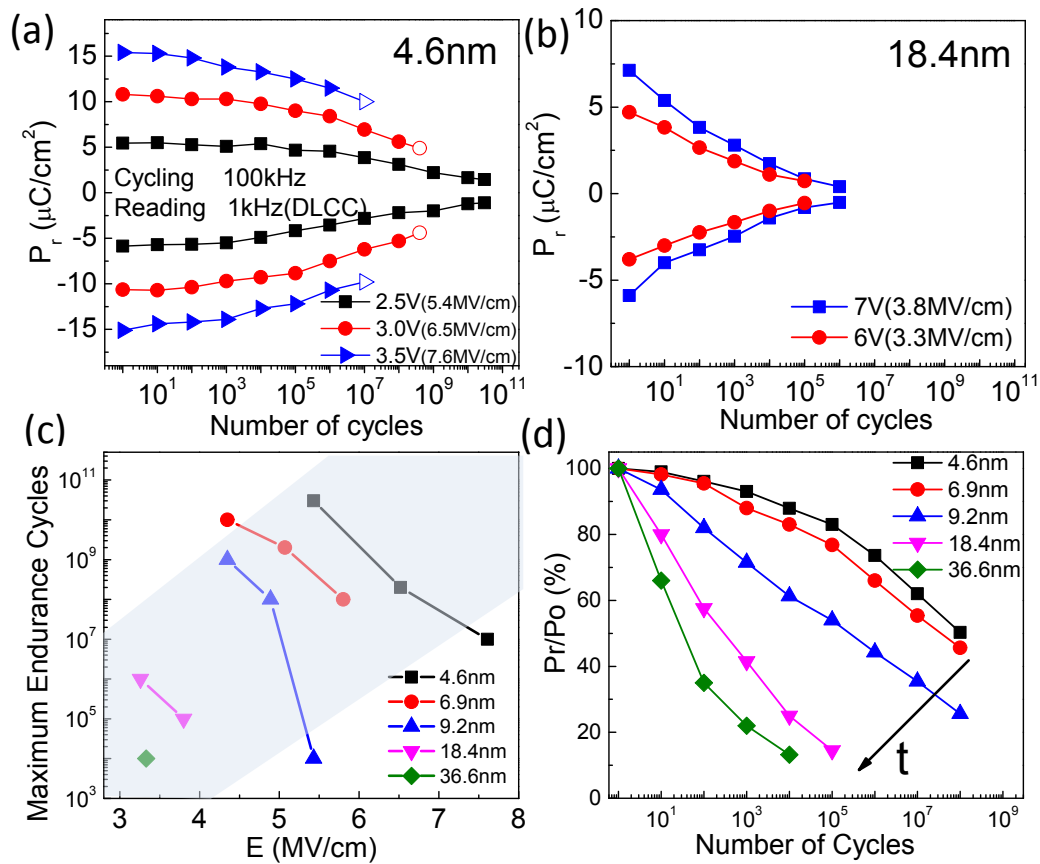 (a)
4.6nm
15
10
5
0
-5
-10
-15
Pr (μC/cm2)
Cycling 100kHz
Reading 1kHz(DLCC)
2.5V(5.4MV/cm)
3.0V(6.5MV/cm)
3.5V(7.6MV/cm)
10^1 10^3 10^5 10^7 10^9 10^11
Number of cycles
(b)
18.4nm
10
5
0
-5
-10
Pr (μC/cm2)
7V(3.8MV/cm)
6V(3.3MV/cm)
10^1 10^3 10^5 10^7 10^9 10^11
Number of cycles
(c)
10^11
10^9
10^7
10^5
10^3
Maximum Endurance Cycles
4.6nm
6.9nm
9.2nm
18.4nm
36.6nm
3 4 5 6 7 8
E (MV/cm)
(d)
100
80
60
40
20
0
Pr/Po (%)
4.6nm
6.9nm
9.2nm
18.4nm
36.6nm
t
10^1 10^3 10^5 10^7 10^9
Number of Cycles